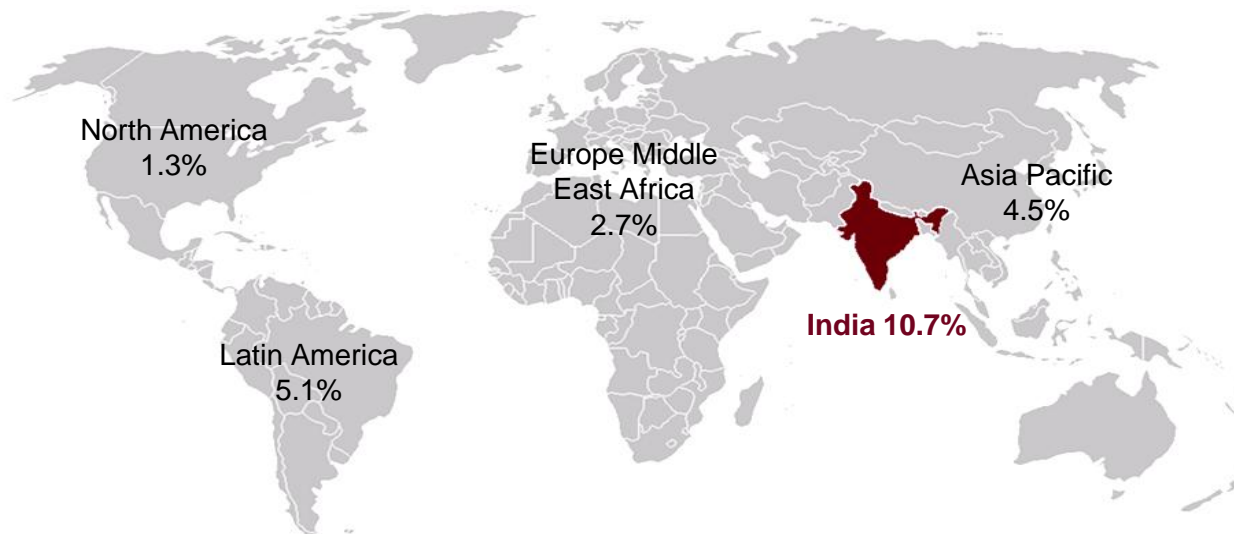 North America
1.3%
Europe Middle
East Africa
2.7%
Asia Pacific
4.5%
India 10.7%
Latin America
5.1%